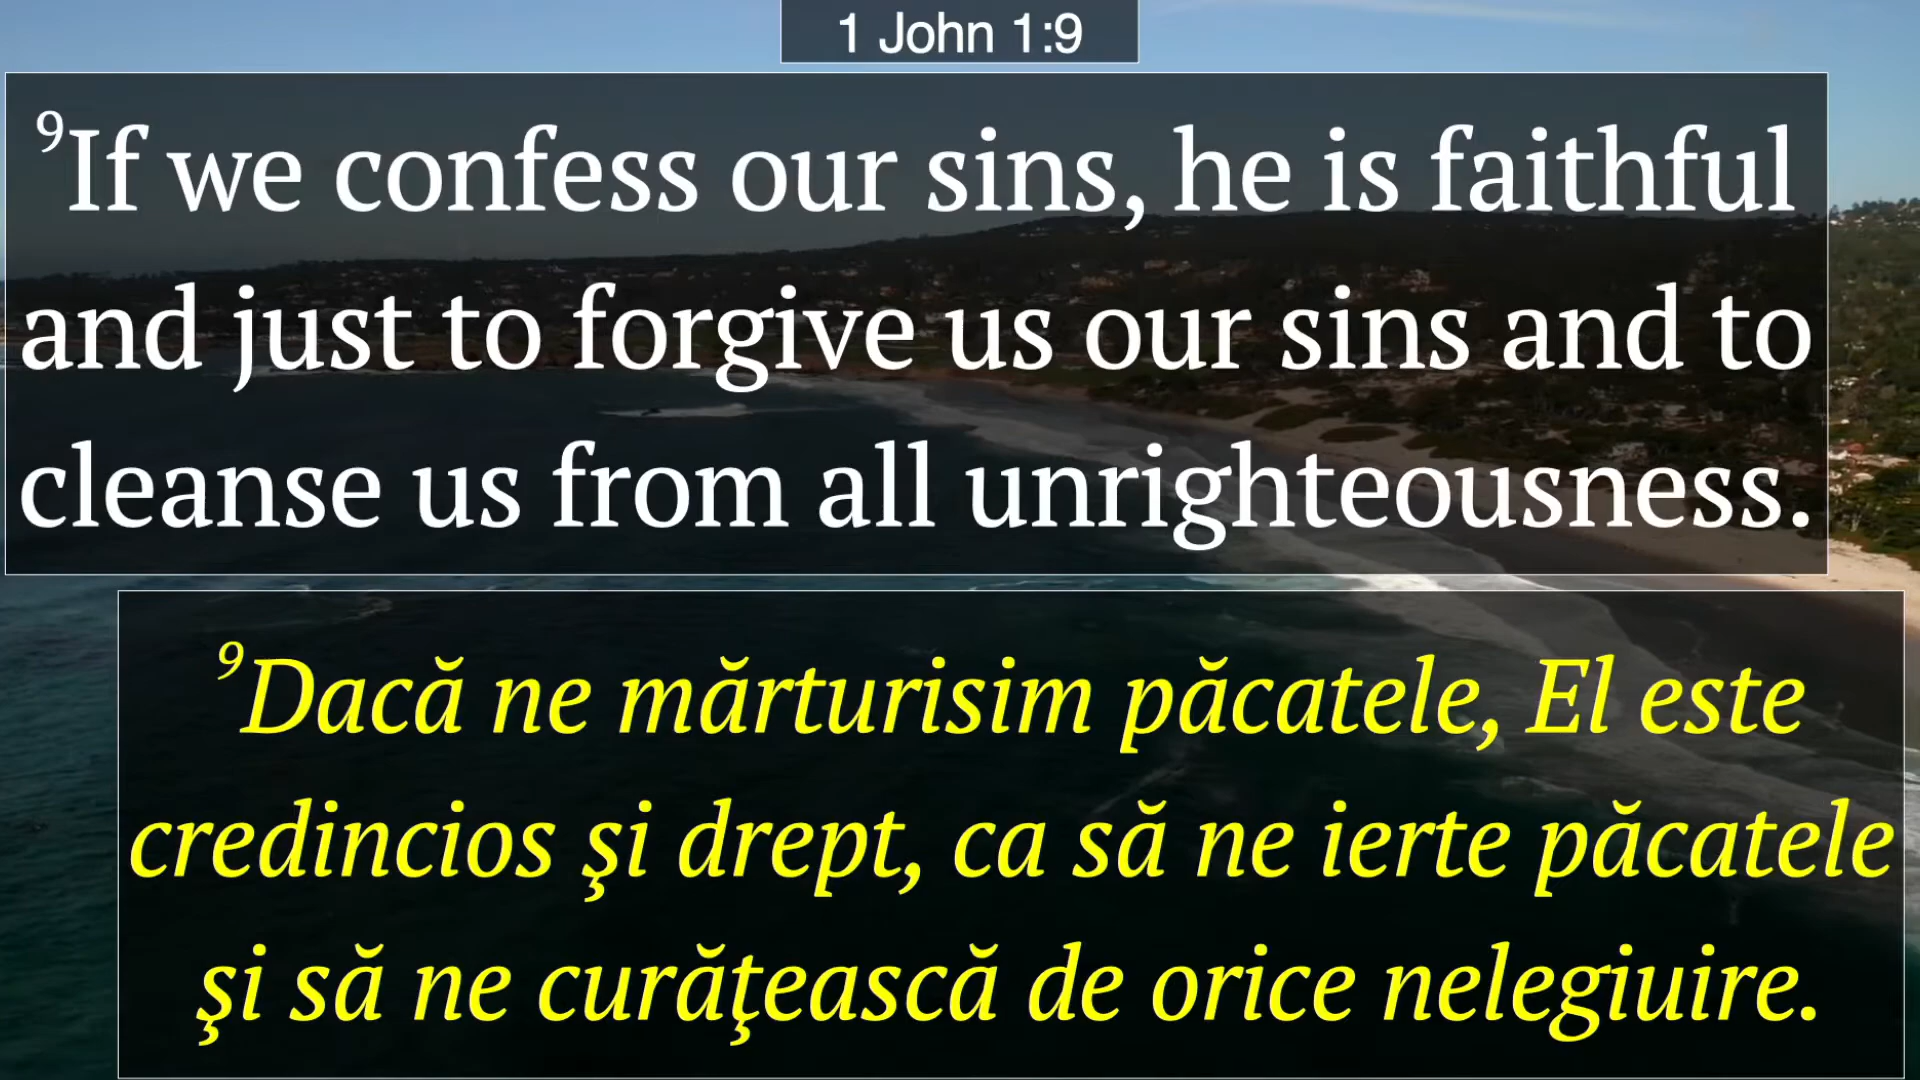 1 John 1:9
⁹If we confess our sins, he is faithful
and just to forgive us our sins and to
cleanse us from all unrighteousness.
⁹Dacă ne mărturisim păcatele, El este
credincios şi drept, ca să ne ierte păcatele
şi să ne curăţească de orice nelegiuire.